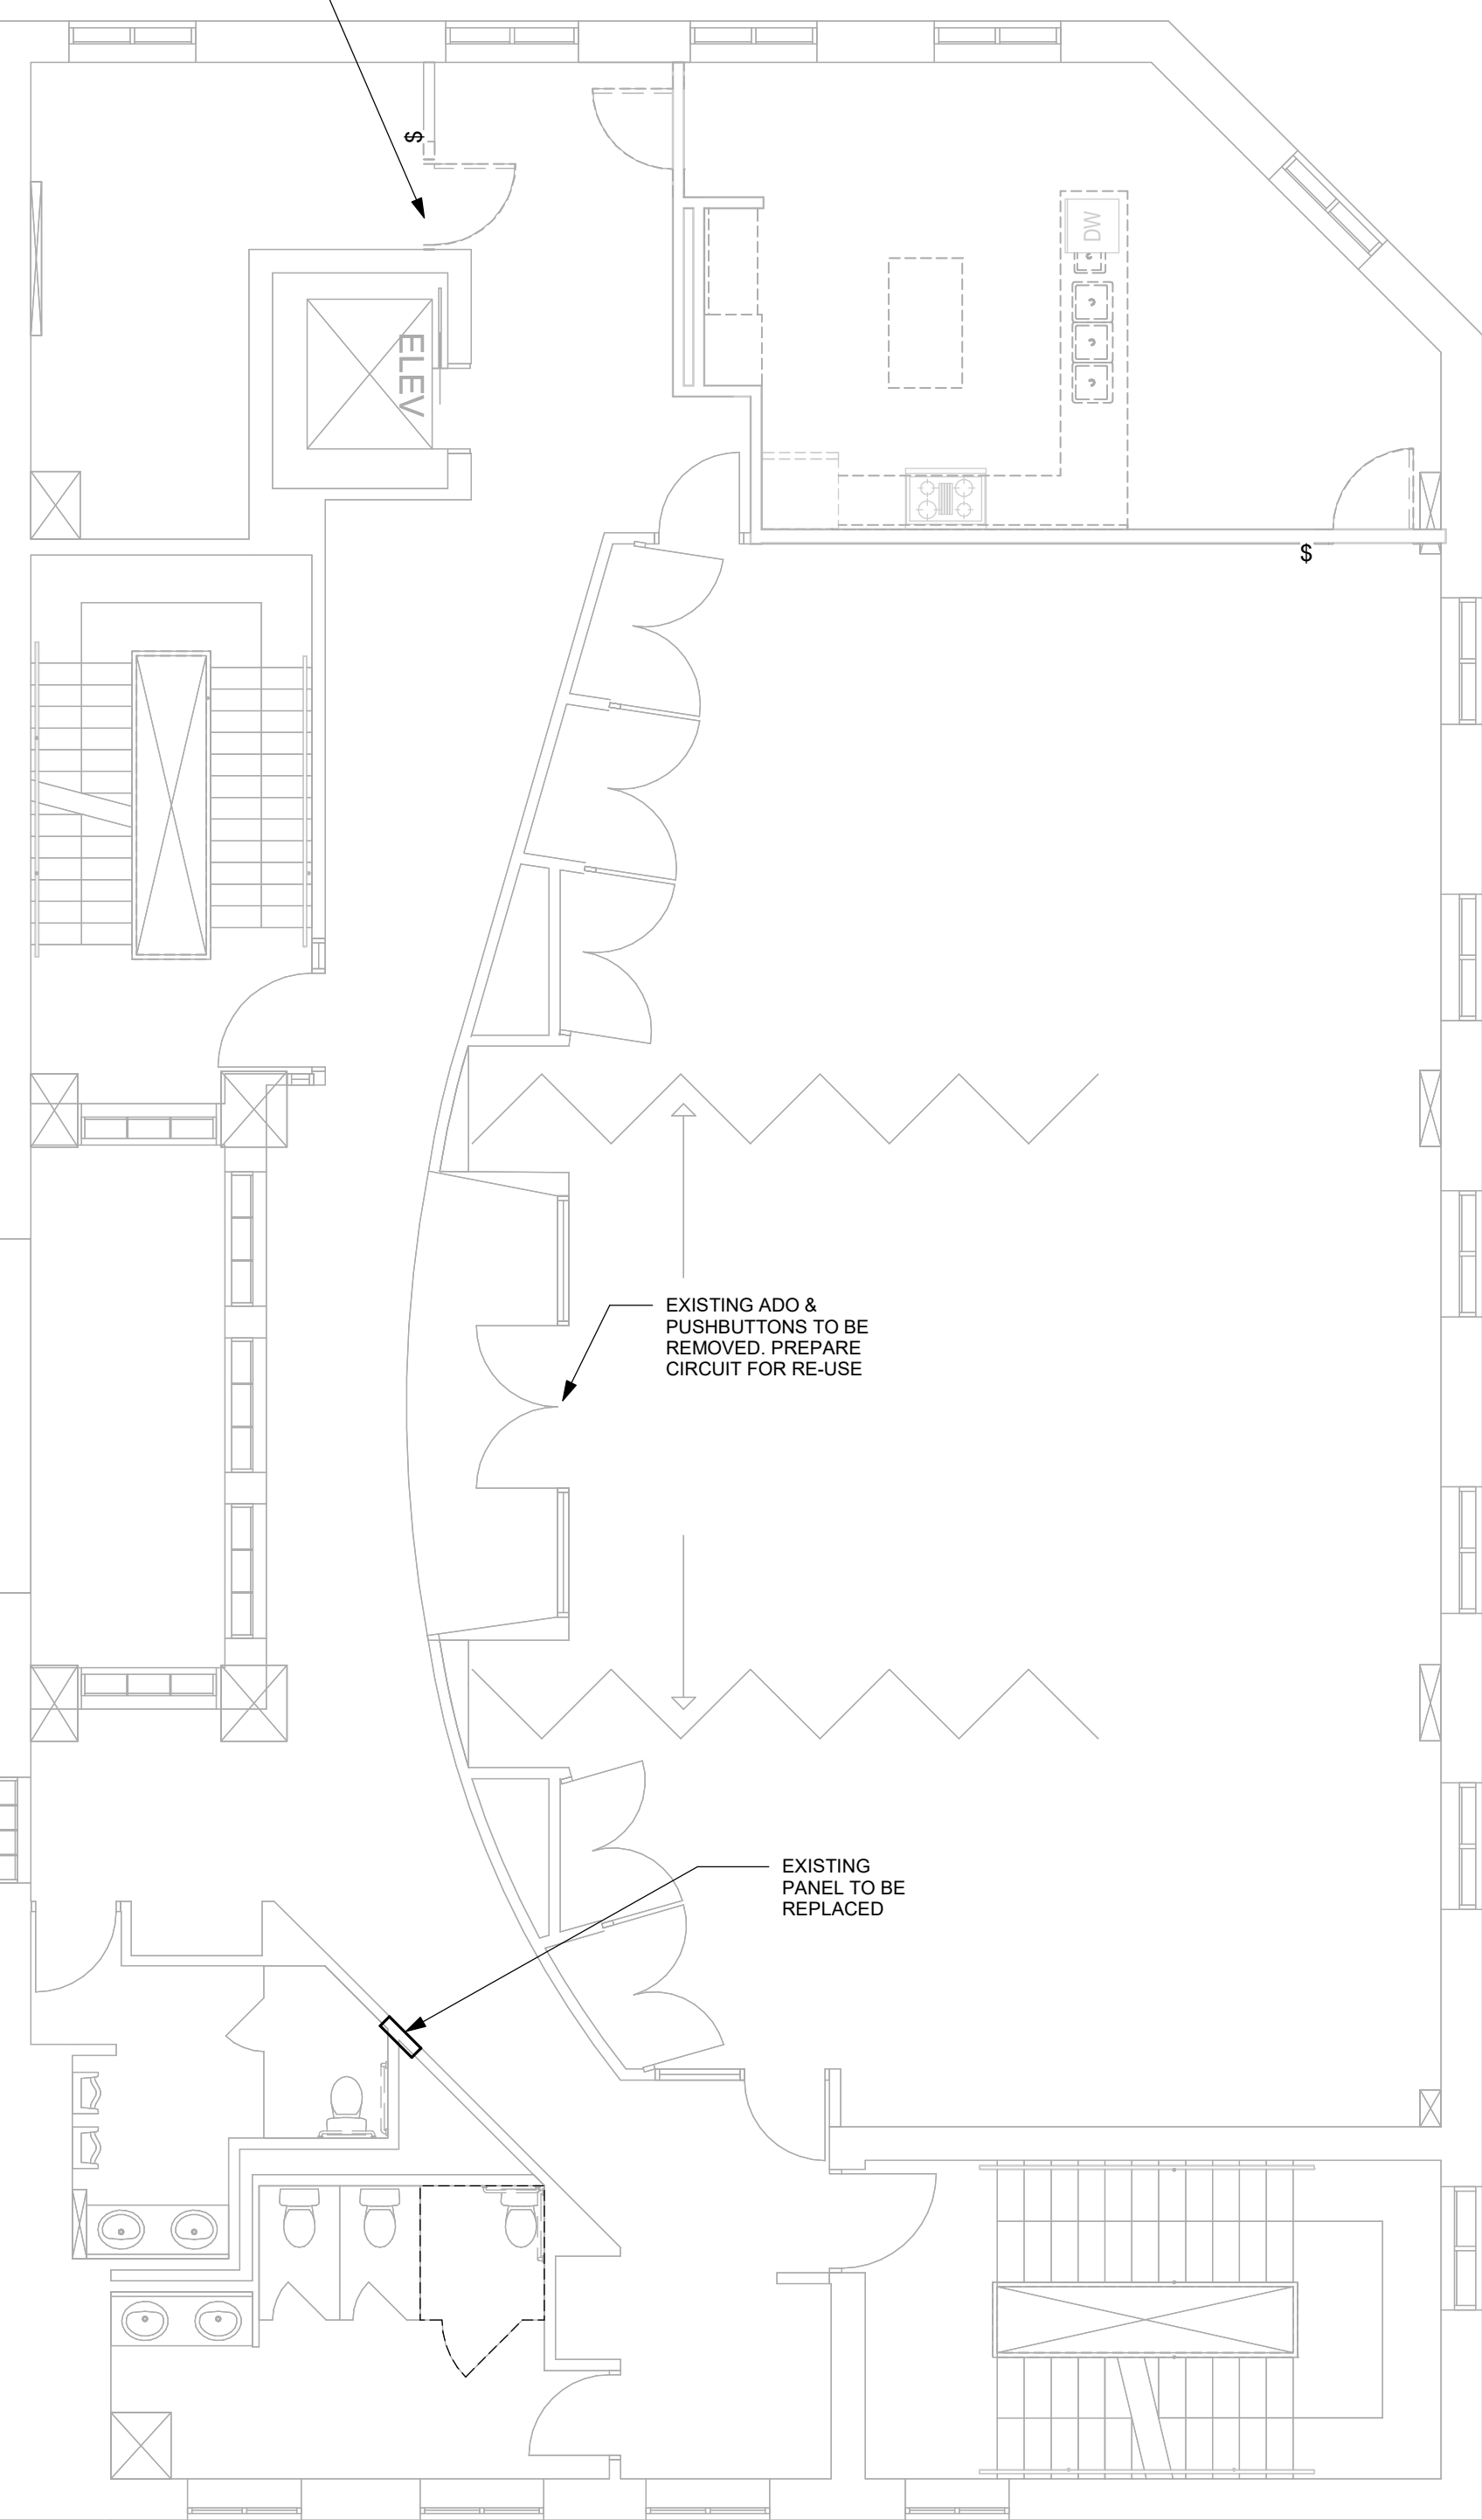 $
DW
ELEV
$
EXISTING ADO &
PUSHBUTTONS TO BE
REMOVED. PREPARE
CIRCUIT FOR RE-USE
EXISTING
PANEL TO BE
REPLACED